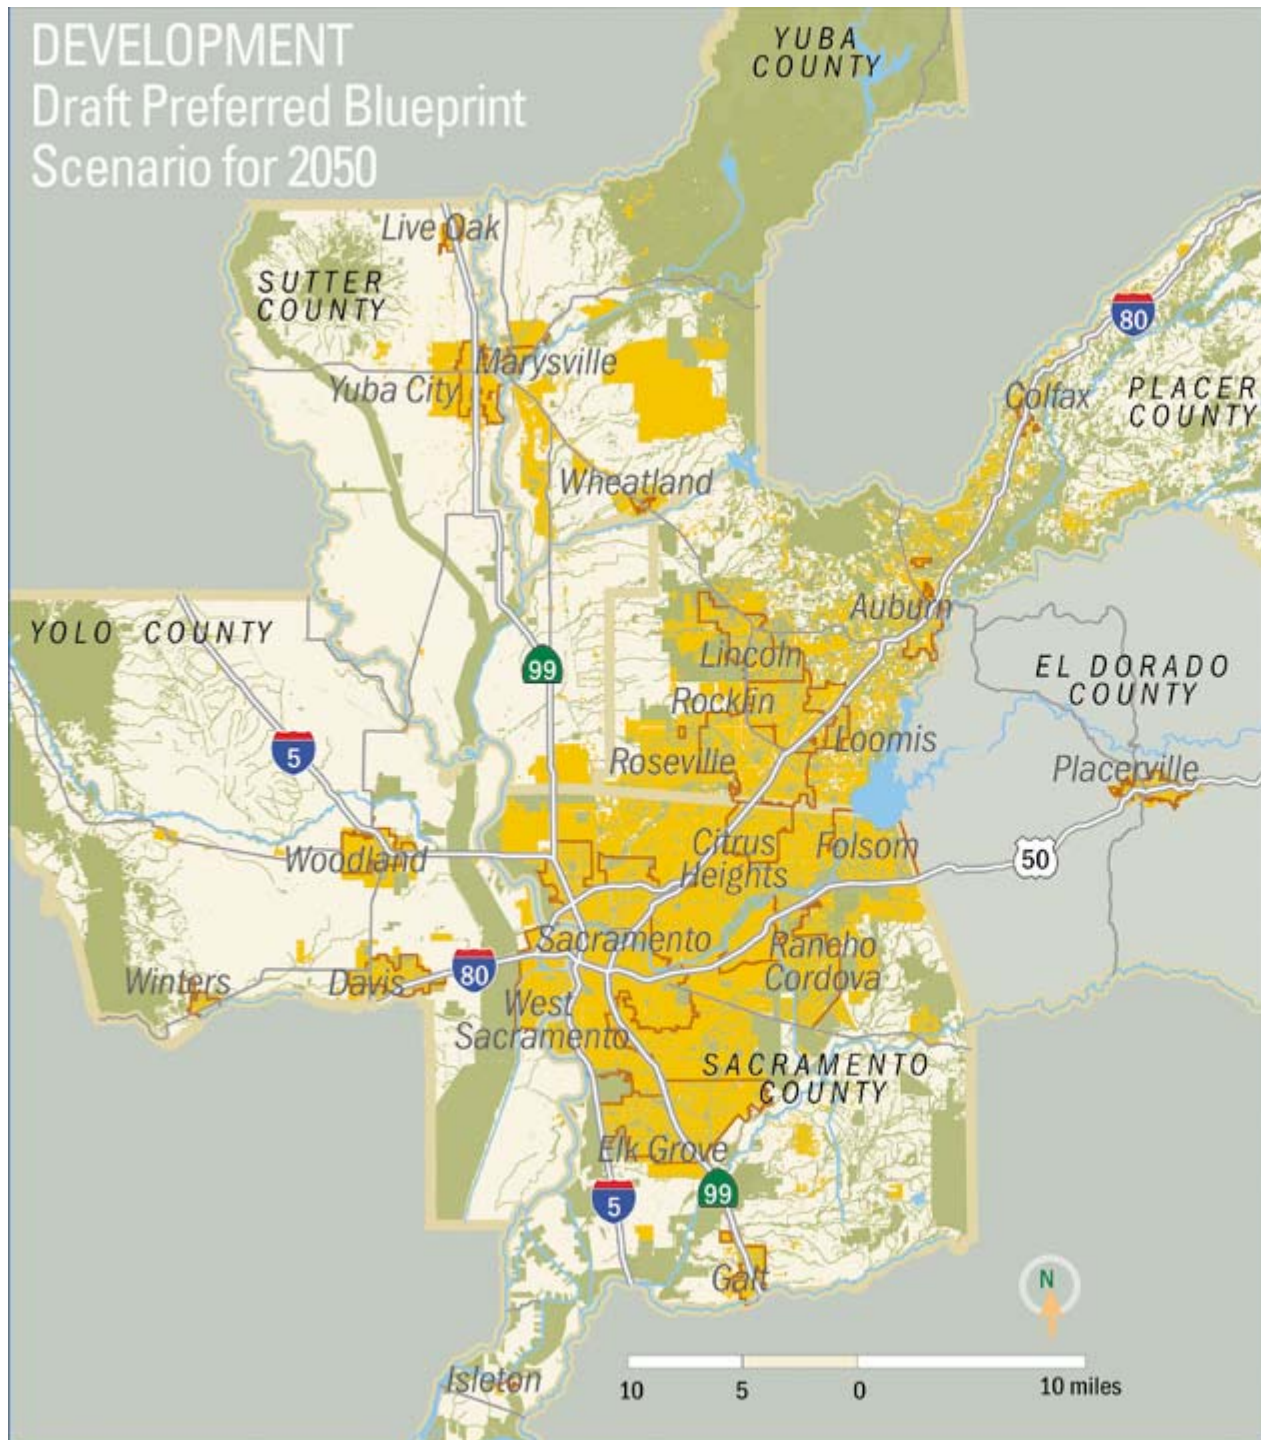 DEVELOPMENT
Draft Preferred Blueprint
Scenario for 2050
YUBA
COUNTY
Live Oak
SUTTER
COUNTY
80
Marysville
Yuba City
Colfax
PLACER
COUNTY
Wheatland
Auburn
YOLO COUNTY
99
Lincoln
EL DORADO
COUNTY
Rocklin
5
Loomis
Roseville
Placerville
Citrus
Heights
Folsom
Woodland
50
Sacramento
Rancho
Cordova
Winters
Davis
80
West
Sacramento
SACRAMENTO
COUNTY
Elk Grove
5
99
Galt
N
Isleton
10 5 0 10 miles